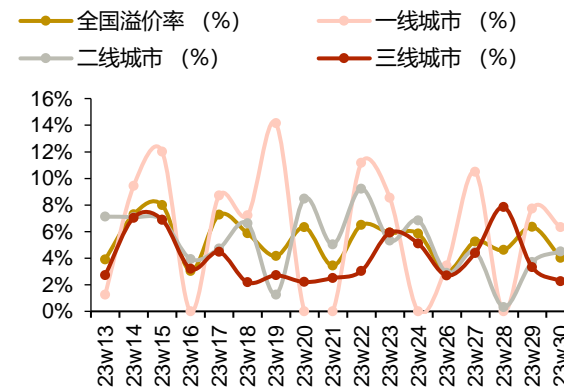 全国溢价率 （%）
一线城市 （%）
二线城市 （%）
三线城市 （%）
16%
14%
12%
10%
8%
6%
4%
2%
0%
23w13
23w14
23w15
23w16
23w17
23w18
23w19
23w20
23w21
23w22
23w23
23w24
23w26
23w27
23w28
23w29
23w30